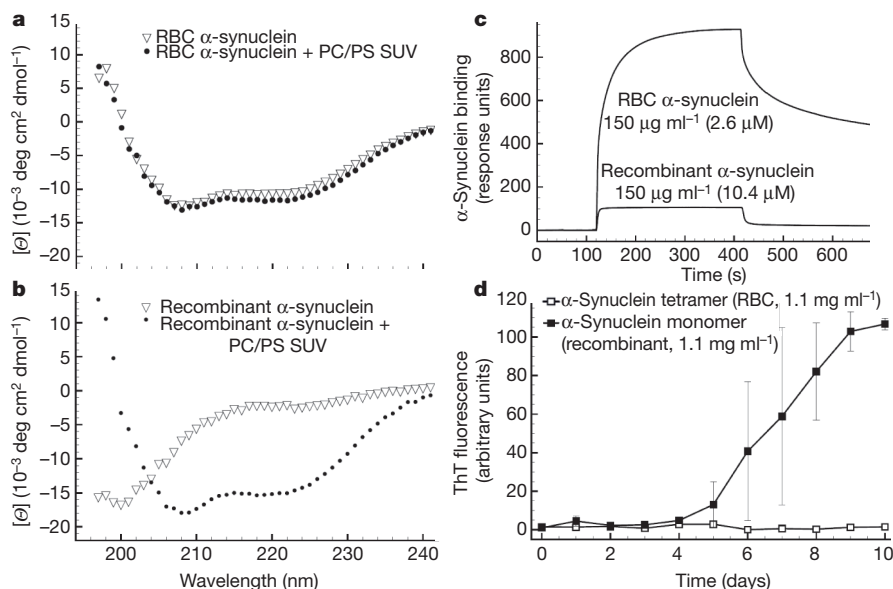 a
15
10
5
0
−5
−10
−15
−20
[Θ] (10⁻³ deg cm² dmol⁻¹)
▽ RBC α-synuclein
• RBC α-synuclein + PC/PS SUV
b
15
10
5
0
−5
−10
−15
−20
[Θ] (10⁻³ deg cm² dmol⁻¹)
▽ Recombinant α-synuclein
• Recombinant α-synuclein +
PC/PS SUV
200 210 220 230 240
Wavelength (nm)
c
800
600
400
200
0
α-Synuclein binding
(response units)
RBC α-synuclein
150 μg ml⁻¹ (2.6 μM)
Recombinant α-synuclein
150 μg ml⁻¹ (10.4 μM)
0 100 200 300 400 500 600
Time (s)
d
120
100
80
60
40
20
0
ThT fluorescence
(arbitrary units)
α-Synuclein tetramer (RBC, 1.1 mg ml⁻¹)
α-Synuclein monomer
(recombinant, 1.1 mg ml⁻¹)
0 2 4 6 8 10
Time (days)